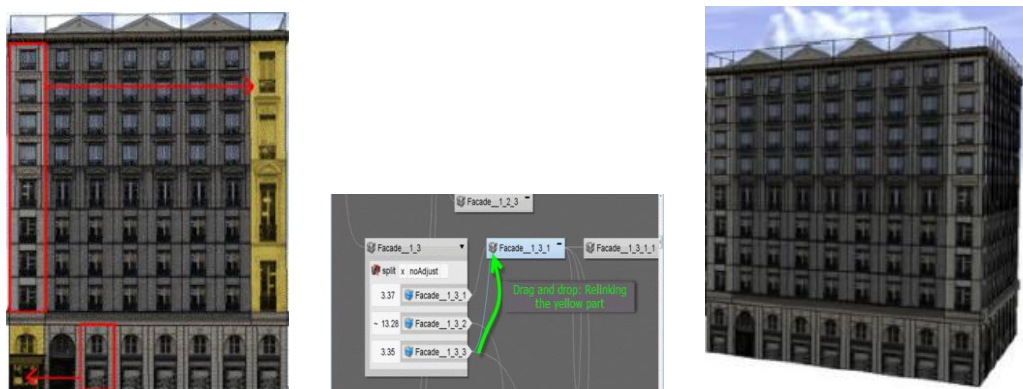 Facade__1_2_3
Facade__1_3
Facade__1_3_1
Facade__1_3_1_1
split x noAdjust
3.37 Facade__1_3_1
~ 13.28 Facade__1_3_2
3.35 Facade__1_3_3
Drag and drop: Relinking
the yellow part